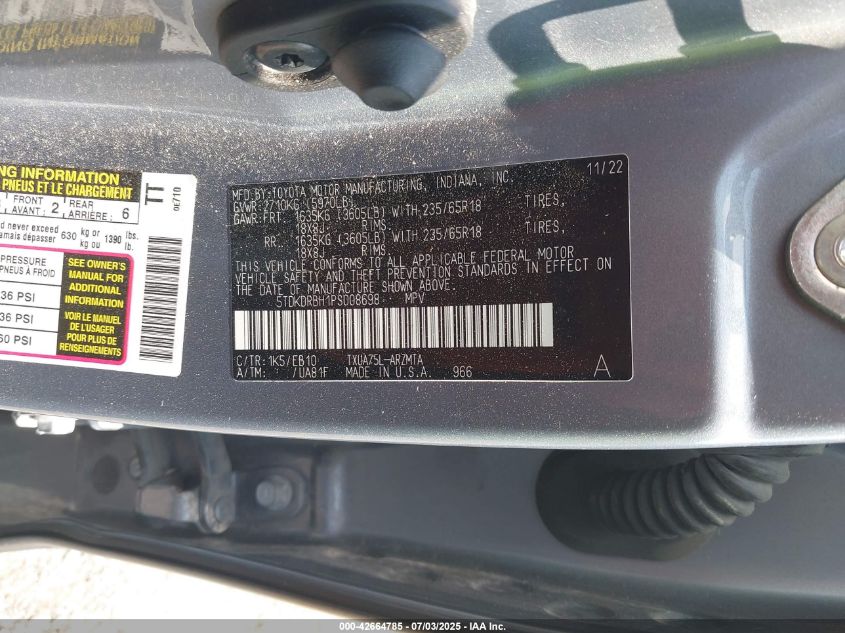 NG INFORMATION
PNEUS ET LE CHARGEMENT
FRONT
AVANT : 2
REAR
ARRIÈRE : 6
TT
0E710
d never exceed
amais dépasser 630 kg or kg ou 1390 lbs. lb.
PRESSURE
PNEUS À FROID
36 PSI
36 PSI
60 PSI
SEE OWNER'S
MANUAL FOR
ADDITIONAL
INFORMATION
VOIR LE MANUEL
DE L'USAGER
POUR PLUS DE
RENSEIGNEMENTS
MFD BY:TOYOTA MOTOR MANUFACTURING, INDIANA, INC. 11/22
GVWR 2710KG (5970LB)
GAWR:FRT. 1635KG (3605LB) WITH 235/65R18 TIRES,
18X8J RIMS.
RR. 1635KG (3605LB) WITH 235/65R18 TIRES,
18X8J RIMS.
THIS VEHICLE CONFORMS TO ALL APPLICABLE FEDERAL MOTOR
VEHICLE SAFETY AND THEFT PREVENTION STANDARDS IN EFFECT ON
THE DATE OF MANUFACTURE SHOWN ABOVE.
5TDKDRBH1PS008698 MPV
C/TR: 1K5/EB10 TXUA75L-ARZMTA
A/TM: /UA81F MADE IN U.S.A. 966 A
000-42664785 - 07/03/2025 - IAA Inc.